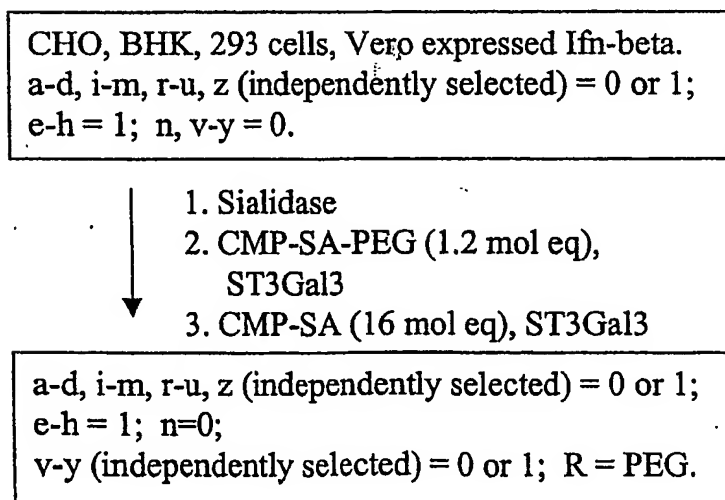 CHO, BHK, 293 cells, Vero expressed Ifn-beta.
a-d, i-m, r-u, z (independently selected) = 0 or 1;
e-h = 1; n, v-y = 0.
1. Sialidase
2. CMP-SA-PEG (1.2 mol eq),
ST3Gal3
3. CMP-SA (16 mol eq), ST3Gal3
a-d, i-m, r-u, z (independently selected) = 0 or 1;
e-h = 1; n=0;
v-y (independently selected) = 0 or 1; R = PEG.